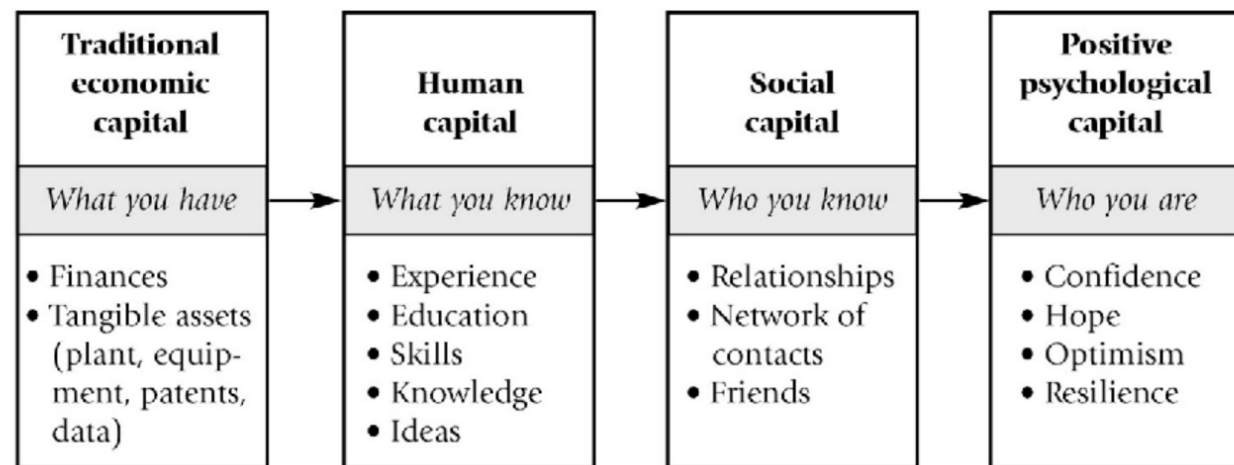 Traditional
economic
capital
What you have
• Finances
• Tangible assets
(plant, equip-
ment, patents,
data)
Human
capital
What you know
• Experience
• Education
• Skills
• Knowledge
• Ideas
Social
capital
Who you know
• Relationships
• Network of
contacts
• Friends
Positive
psychological
capital
Who you are
• Confidence
• Hope
• Optimism
• Resilience